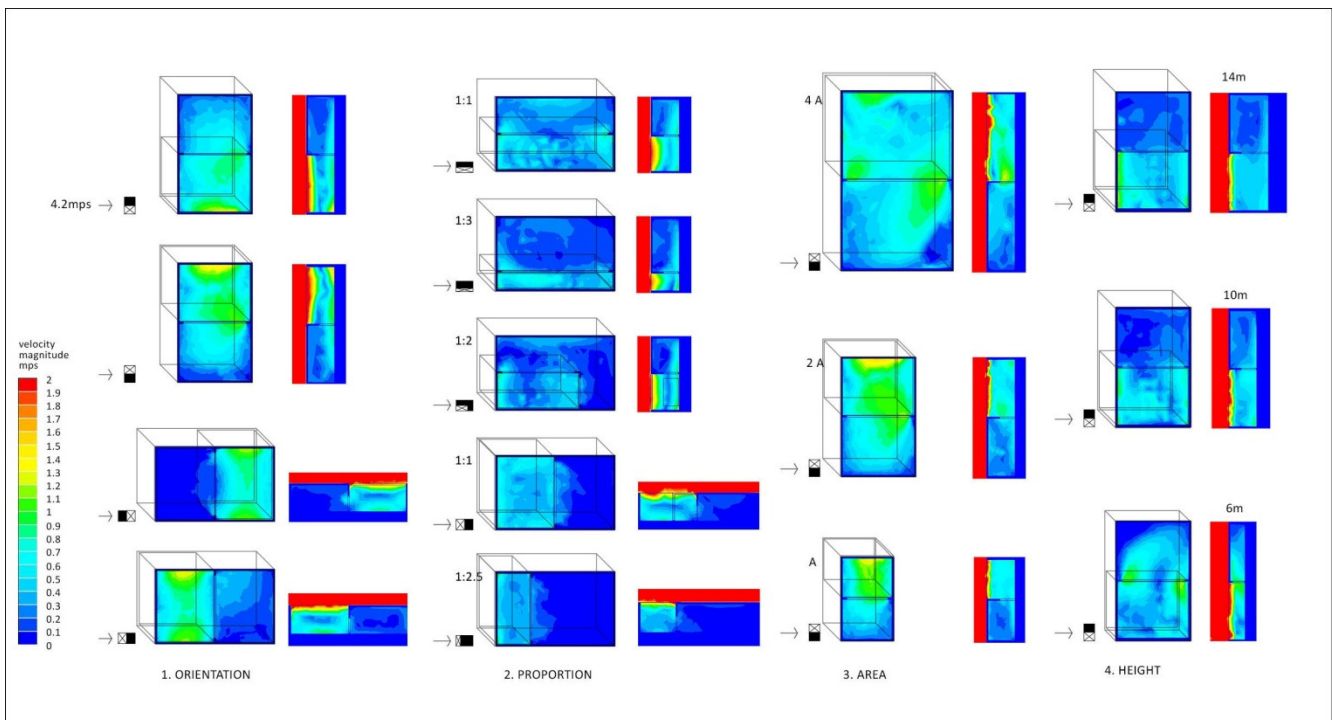 4.2mps
velocity
magnitude
mps
2
1.9
1.8
1.7
1.6
1.5
1.4
1.3
1.2
1.1
1
0.9
0.8
0.7
0.6
0.5
0.4
0.3
0.2
0.1
0
1. ORIENTATION
1:1
1:3
1:2
1:1
1:2.5
2. PROPORTION
4 A
2 A
A
3. AREA
14m
10m
6m
4. HEIGHT